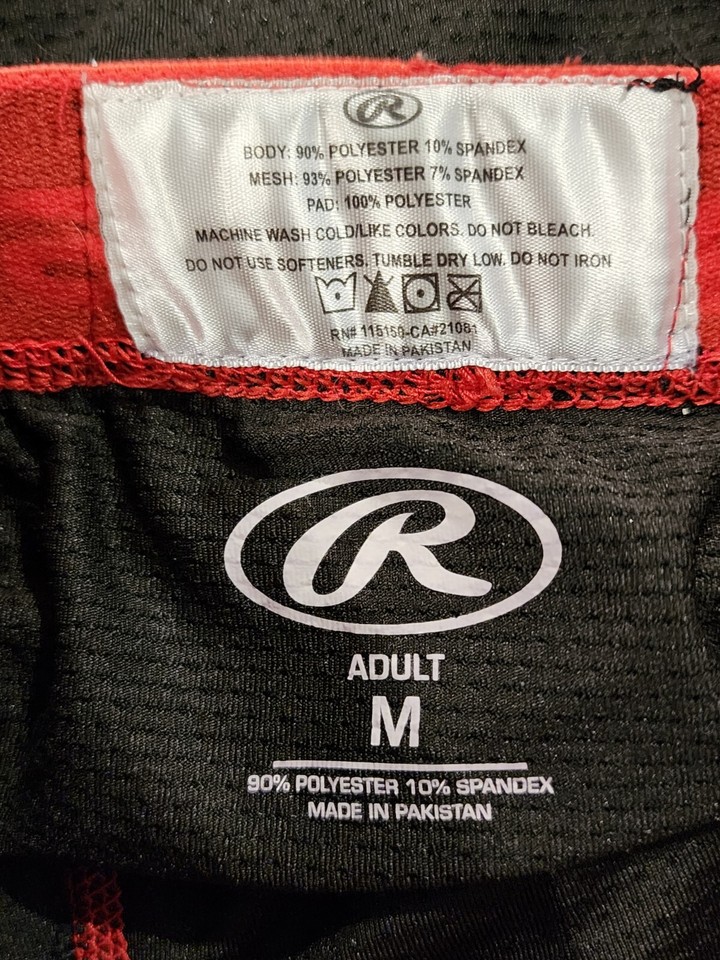 R
BODY: 90% POLYESTER 10% SPANDEX
MESH: 93% POLYESTER 7% SPANDEX
PAD: 100% POLYESTER
MACHINE WASH COLD/LIKE COLORS. DO NOT BLEACH.
DO NOT USE SOFTENERS. TUMBLE DRY LOW. DO NOT IRON
RN# 115150-CA#21081
MADE IN PAKISTAN
R
ADULT
M
90% POLYESTER 10% SPANDEX
MADE IN PAKISTAN